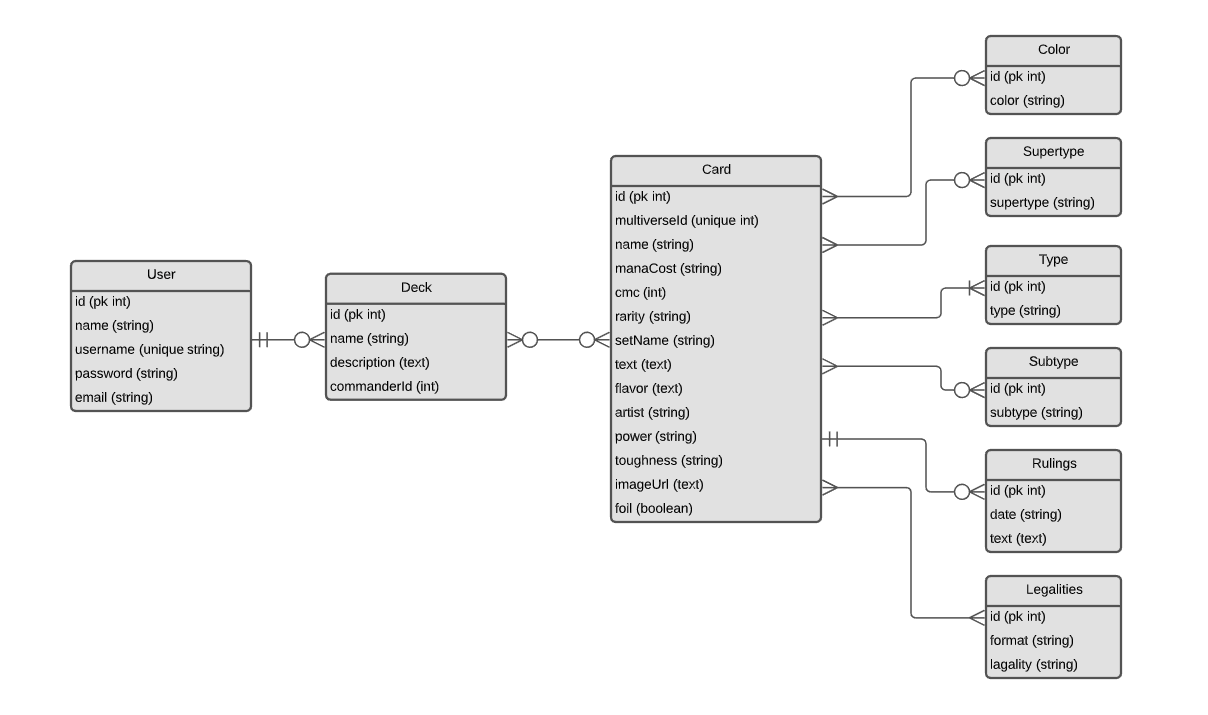 User
id (pk int)
name (string)
username (unique string)
password (string)
email (string)
Deck
id (pk int)
name (string)
description (text)
commanderId (int)
Card
id (pk int)
multiverseId (unique int)
name (string)
manaCost (string)
cmc (int)
rarity (string)
setName (string)
text (text)
flavor (text)
artist (string)
power (string)
toughness (string)
imageUrl (text)
foil (boolean)
Color
id (pk int)
color (string)
Supertype
id (pk int)
supertype (string)
Type
id (pk int)
type (string)
Subtype
id (pk int)
subtype (string)
Rulings
id (pk int)
date (string)
text (text)
Legalities
id (pk int)
format (string)
lagality (string)